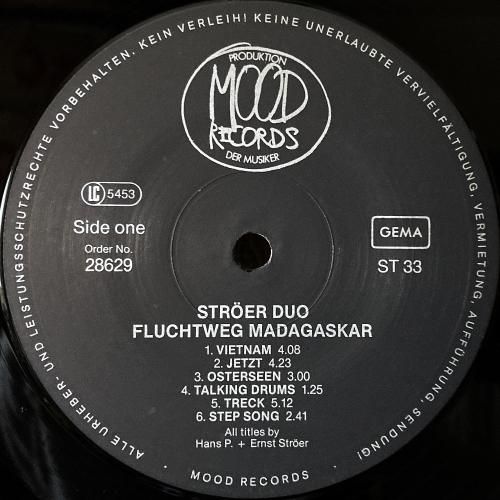 ALLE URHEBER- UND LEISTUNGSSCHUTZRECHTE VORBEHALTEN. KEIN VERLEIH! KEINE UNERLAUBTE VERVIELFÄLTIGUNG, VERMIETUNG, AUFFÜHRUNG, SENDUNG!
PRODUKTION
MOOD
RECORDS
DER MUSIKER
LC 5453
Side one
Order No.
28629
GEMA
ST 33
STRÖER DUO
FLUCHTWEG MADAGASKAR
1. VIETNAM 4.08
2. JETZT 4.23
3. OSTERSEEN 3.00
4. TALKING DRUMS 1.25
5. TRECK 5.12
6. STEP SONG 2.41
All titles by
Hans P. + Ernst Ströer
· MOOD RECORDS ·